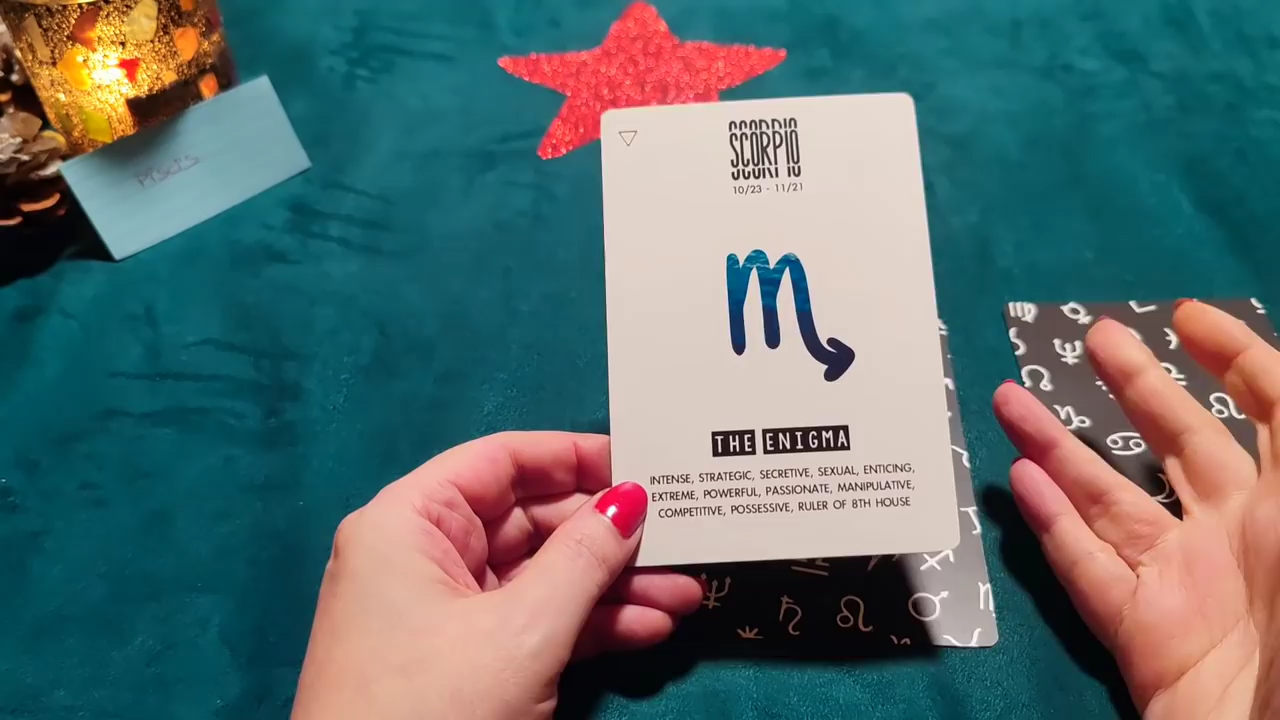 PISCES
SCORPIO
10/23 - 11/21
THE ENIGMA
INTENSE, STRATEGIC, SECRETIVE, SEXUAL, ENTICING,
EXTREME, POWERFUL, PASSIONATE, MANIPULATIVE,
COMPETITIVE, POSSESSIVE, RULER OF 8TH HOUSE